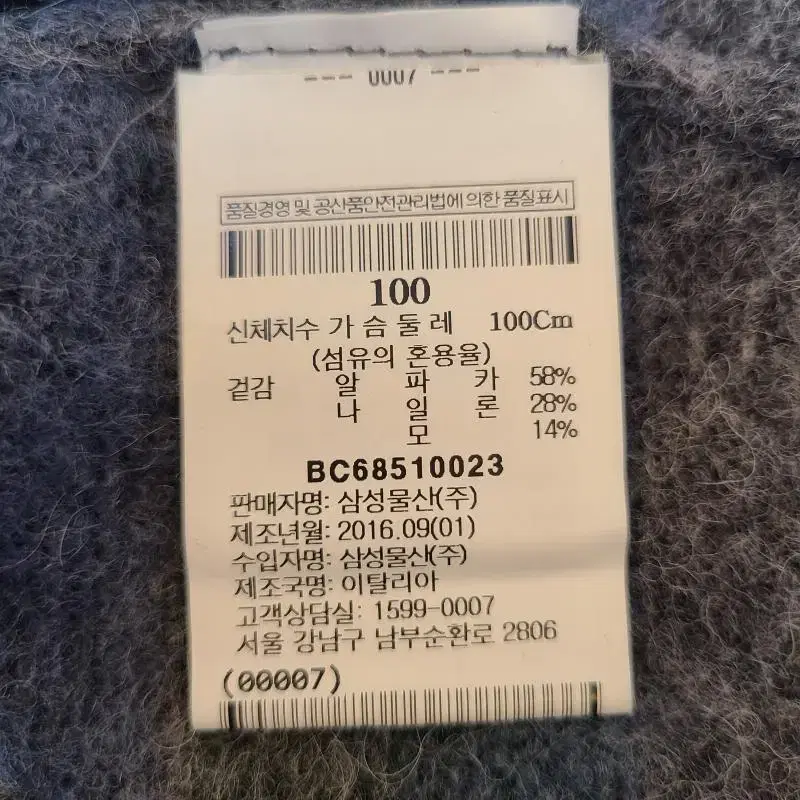 --- 0007 ---
품질경영 및 공산품안전관리법에 의한 품질표시
100
신체치수 가 슴 둘 레 100Cm
(섬유의 혼용율)
겉감 알 파 카 58%
나 일 론 28%
모 14%
BC68510023
판매자명: 삼성물산(주)
제조년월: 2016.09(01)
수입자명: 삼성물산(주)
제조국명: 이탈리아
고객상담실: 1599-0007
서울 강남구 남부순환로 2806
(00007)